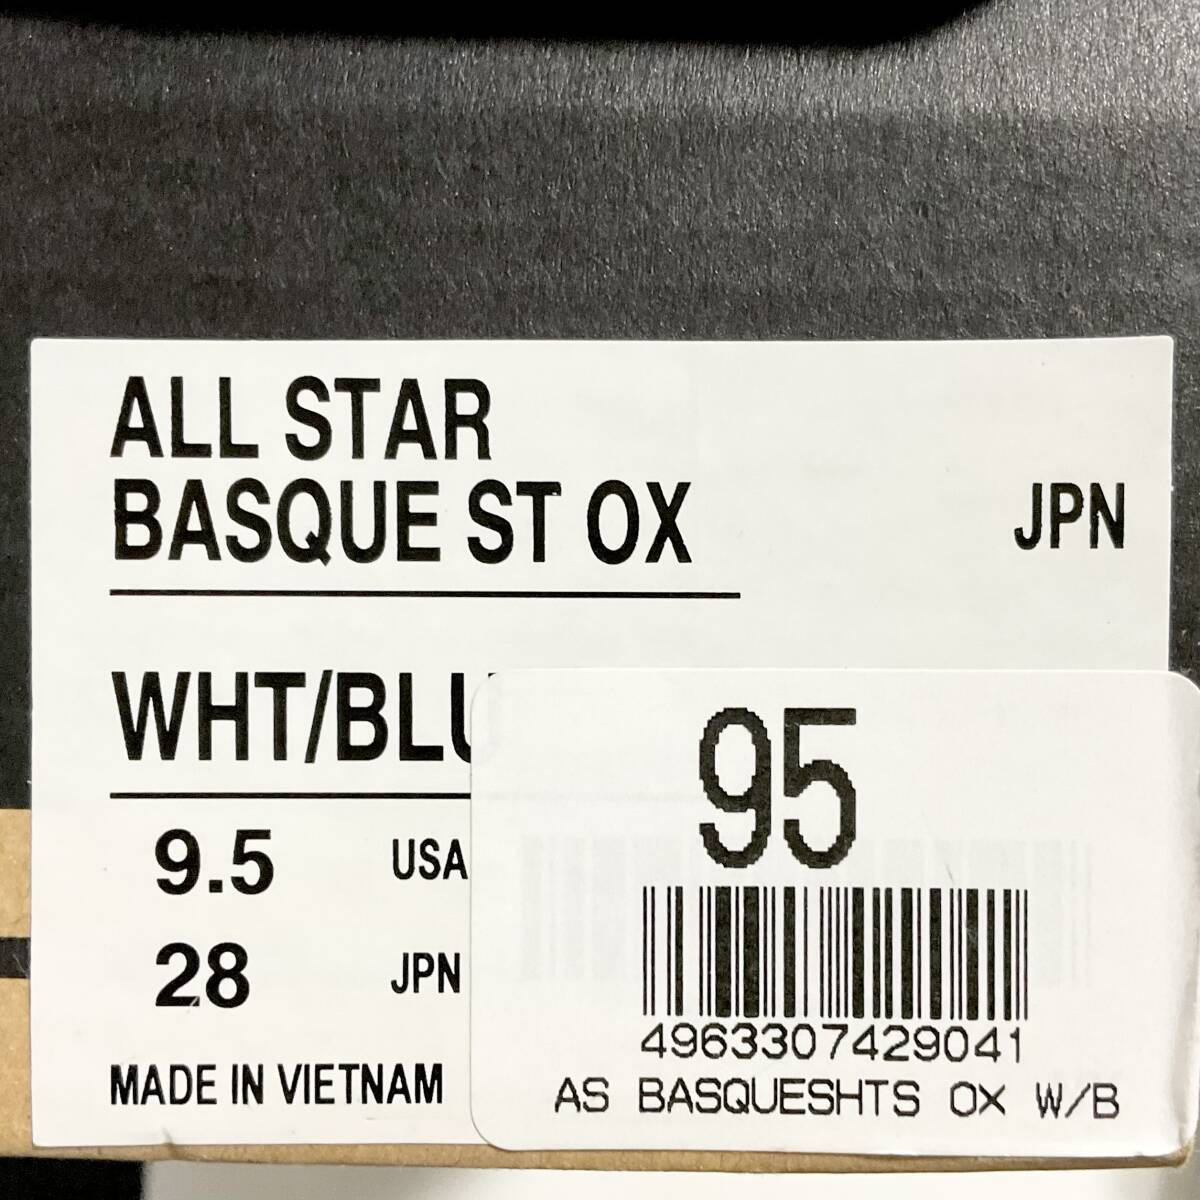 ALL STAR
BASQUE ST OX
JPN
WHT/BLU
9.5 USA
28 JPN
MADE IN VIETNAM
95
4963307429041
AS BASQUESHTS OX W/B